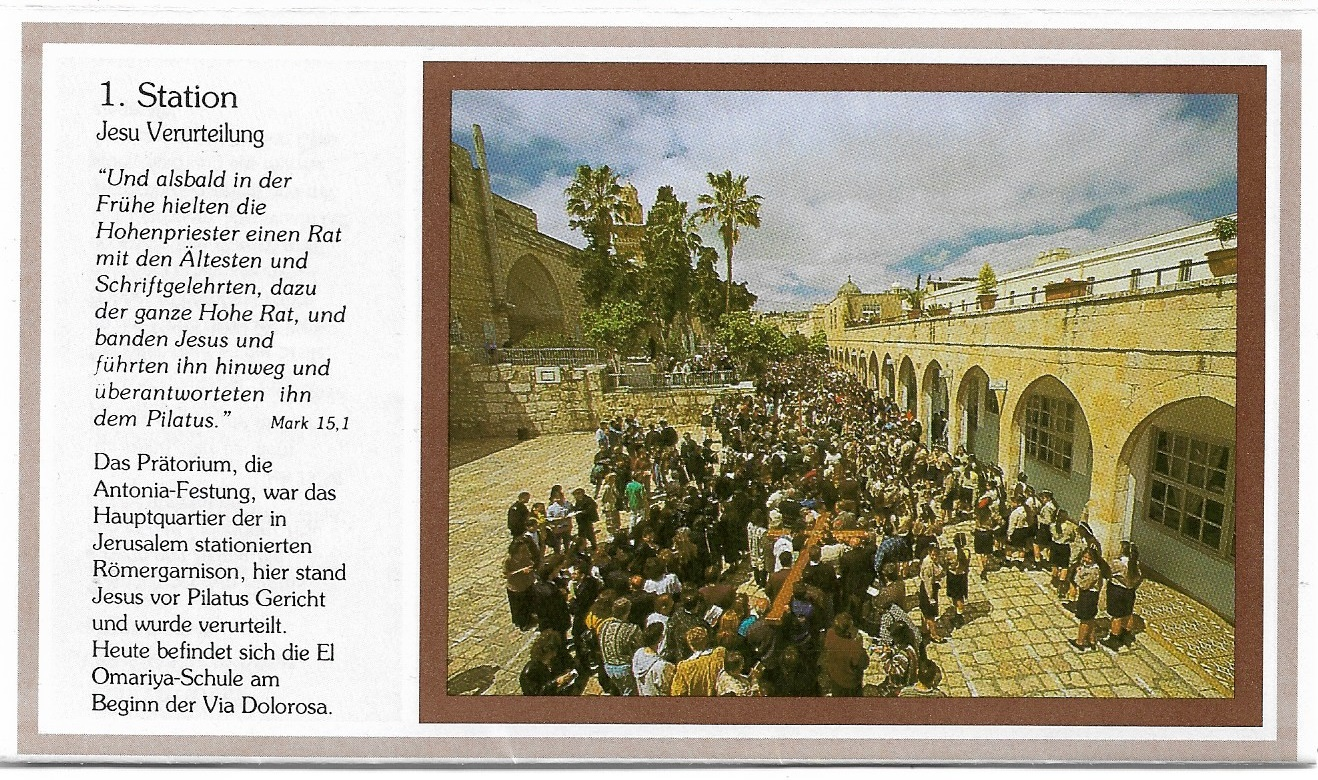 1. Station
Jesu Verurteilung
“Und alsbald in der
Frühe hielten die
Hohenpriester einen Rat
mit den Ältesten und
Schriftgelehrten, dazu
der ganze Hohe Rat, und
banden Jesus und
führten ihn hinweg und
überantworteten ihn
dem Pilatus.” Mark 15,1
Das Prätorium, die
Antonia-Festung, war das
Hauptquartier der in
Jerusalem stationierten
Römergarnison, hier stand
Jesus vor Pilatus Gericht
und wurde verurteilt.
Heute befindet sich die El
Omariya-Schule am
Beginn der Via Dolorosa.